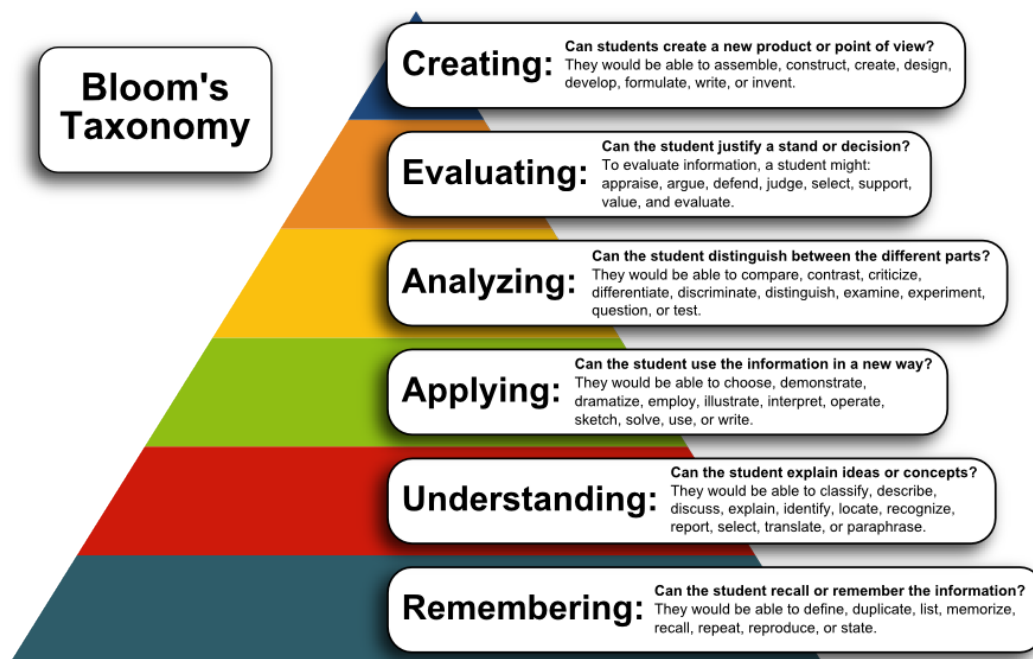 Bloom's
Taxonomy
Creating:
Can students create a new product or point of view?
They would be able to assemble, construct, create, design,
develop, formulate, write, or invent.
Evaluating:
Can the student justify a stand or decision?
To evaluate information, a student might:
appraise, argue, defend, judge, select, support,
value, and evaluate.
Analyzing:
Can the student distinguish between the different parts?
They would be able to compare, contrast, criticize,
differentiate, discriminate, distinguish, examine, experiment,
question, or test.
Applying:
Can the student use the information in a new way?
They would be able to choose, demonstrate,
dramatize, employ, illustrate, interpret, operate,
sketch, solve, use, or write.
Understanding:
Can the student explain ideas or concepts?
They would be able to classify, describe,
discuss, explain, identify, locate, recognize,
report, select, translate, or paraphrase.
Remembering:
Can the student recall or remember the information?
They would be able to define, duplicate, list, memorize,
recall, repeat, reproduce, or state.